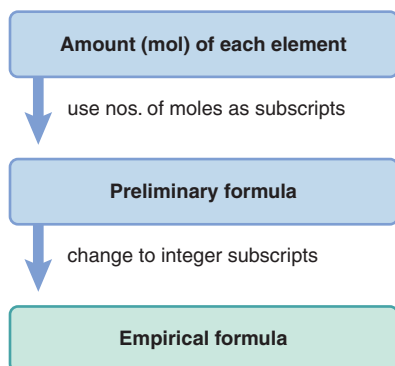 Amount (mol) of each element
use nos. of moles as subscripts
Preliminary formula
change to integer subscripts
Empirical formula